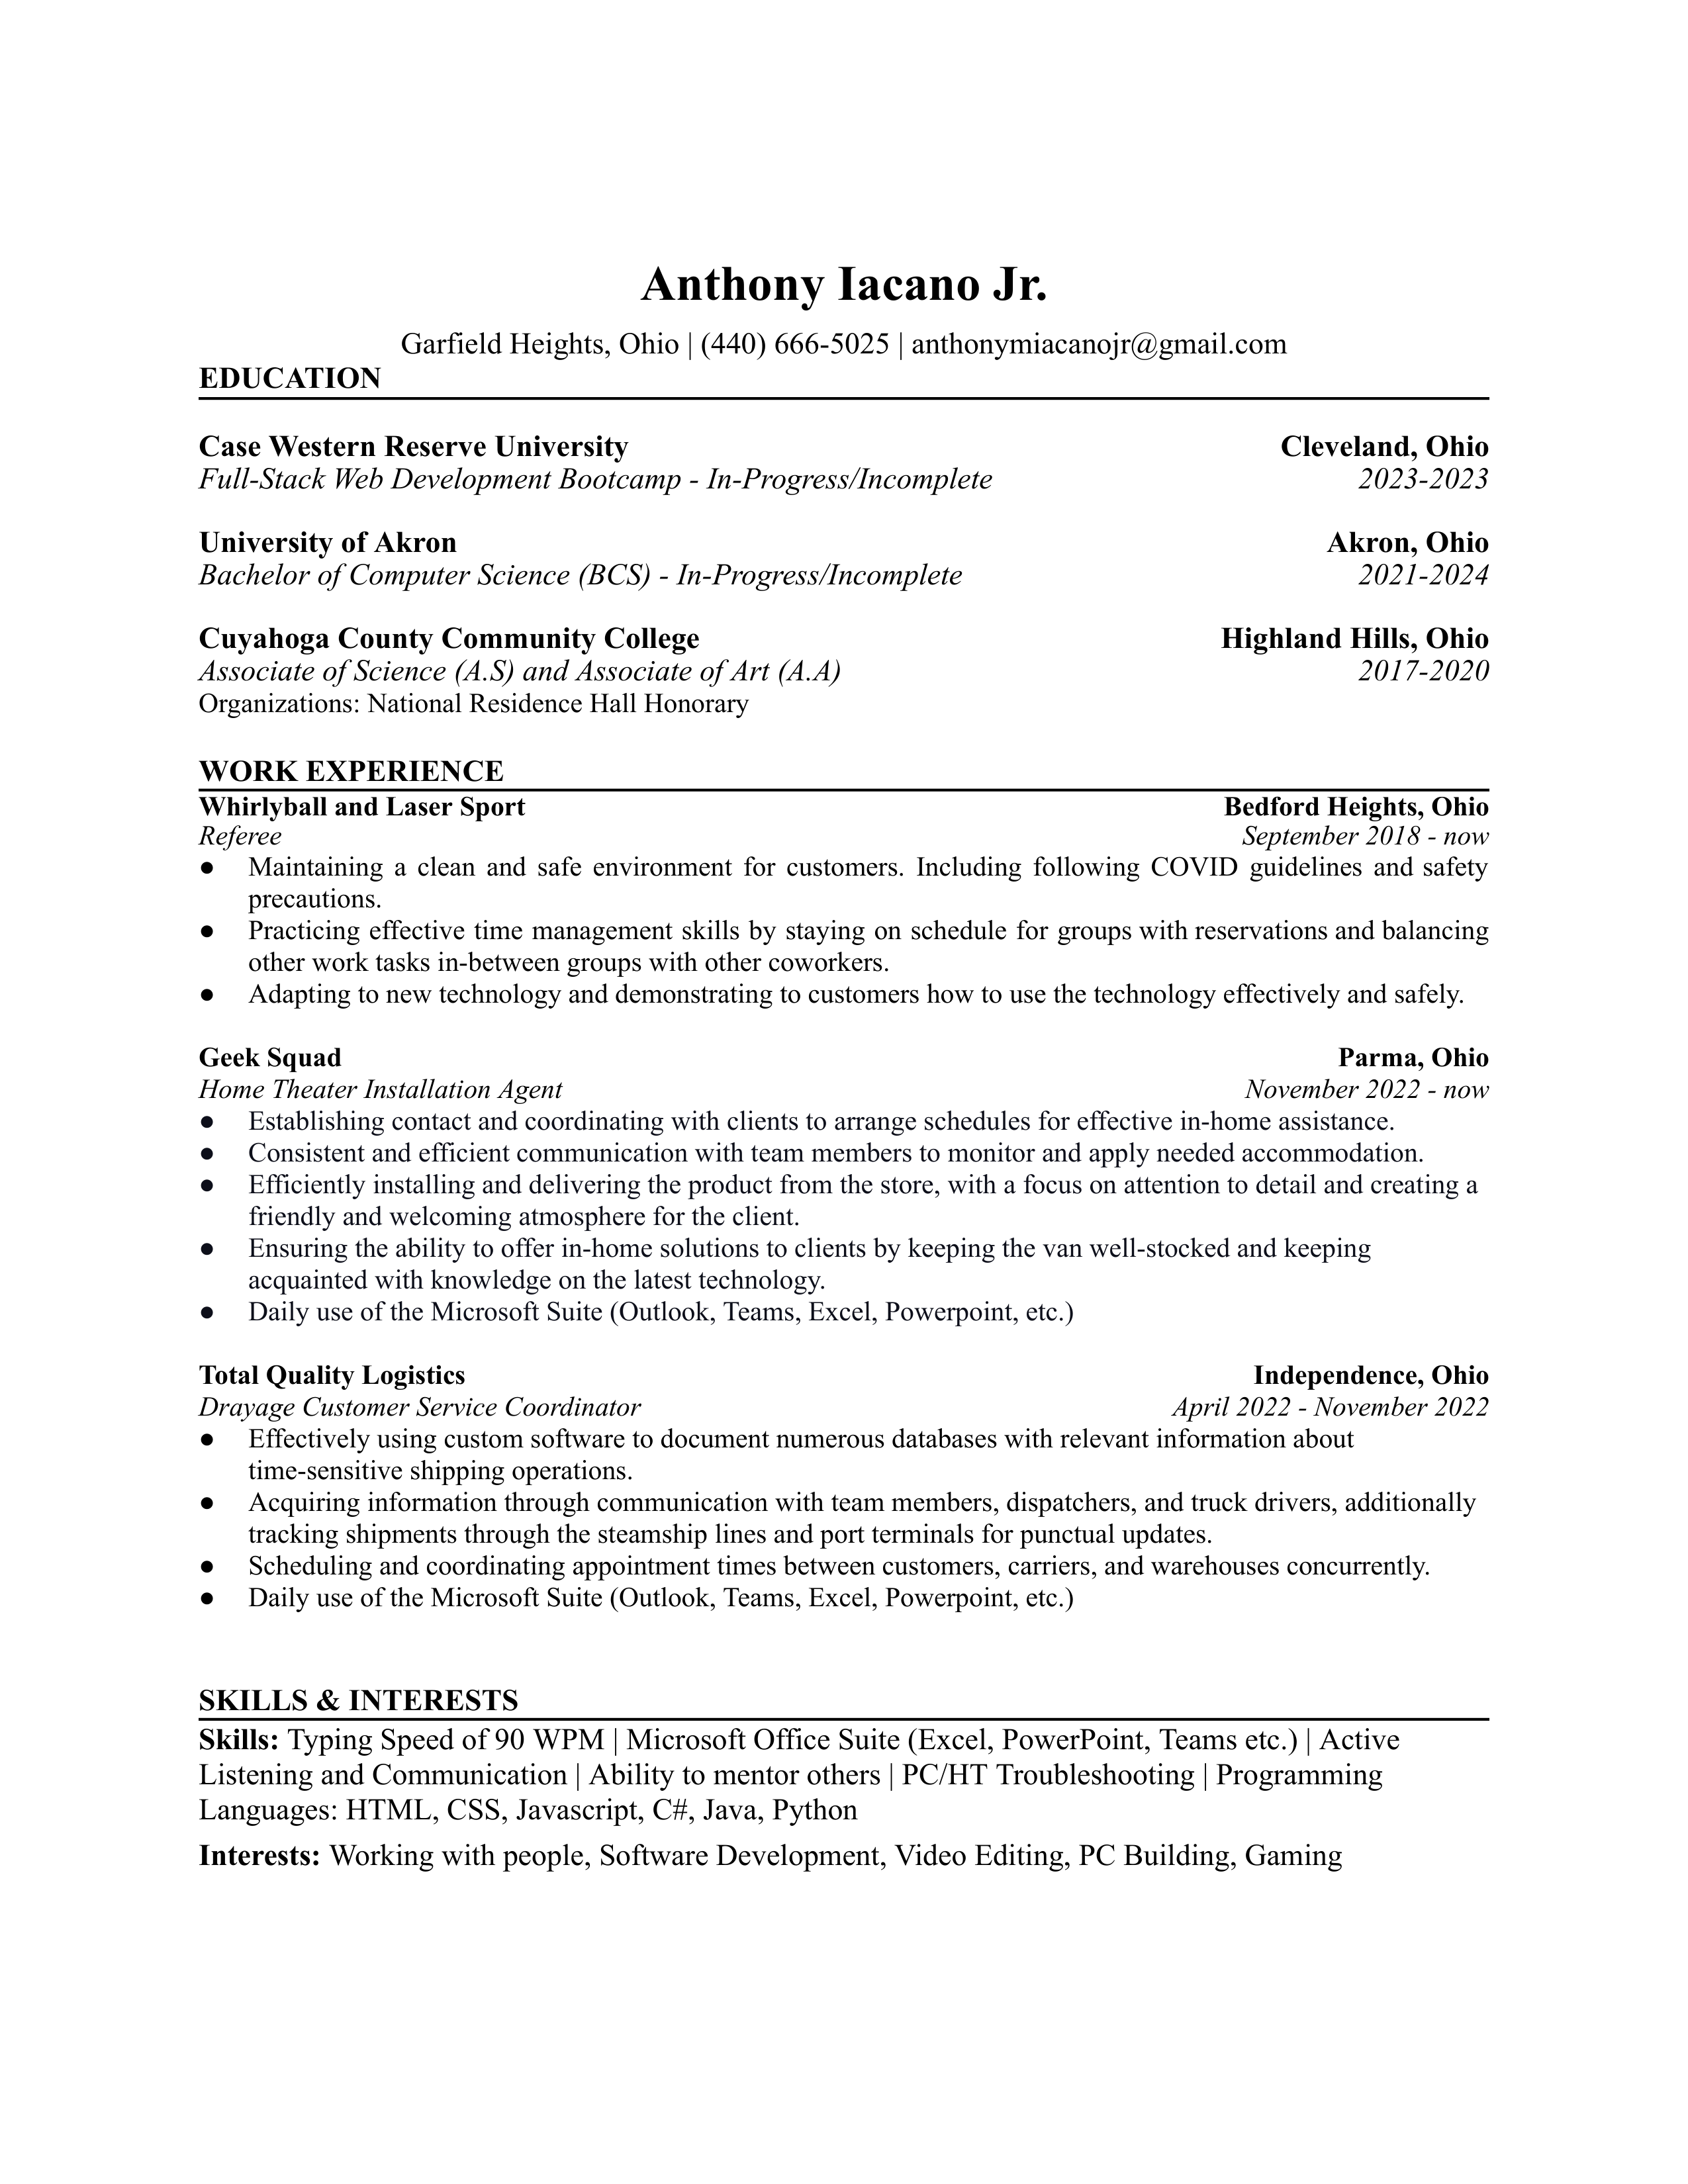 Anthony Iacano Jr.
Garfield Heights, Ohio | (440) 666-5025 | anthonymiacanojr@gmail.com
EDUCATION
Case Western Reserve University Cleveland, Ohio
Full-Stack Web Development Bootcamp - In-Progress/Incomplete 2023-2023
University of Akron Akron, Ohio
Bachelor of Computer Science (BCS) - In-Progress/Incomplete 2021-2024
Cuyahoga County Community College Highland Hills, Ohio
Associate of Science (A.S) and Associate of Art (A.A) 2017-2020
Organizations: National Residence Hall Honorary
WORK EXPERIENCE
Whirlyball and Laser Sport Bedford Heights, Ohio
Referee September 2018 - now
● Maintaining a clean and safe environment for customers. Including following COVID guidelines and safety
precautions.
● Practicing effective time management skills by staying on schedule for groups with reservations and balancing
other work tasks in-between groups with other coworkers.
● Adapting to new technology and demonstrating to customers how to use the technology effectively and safely.
Geek Squad Parma, Ohio
Home Theater Installation Agent November 2022 - now
● Establishing contact and coordinating with clients to arrange schedules for effective in-home assistance.
● Consistent and efficient communication with team members to monitor and apply needed accommodation.
● Efficiently installing and delivering the product from the store, with a focus on attention to detail and creating a
friendly and welcoming atmosphere for the client.
● Ensuring the ability to offer in-home solutions to clients by keeping the van well-stocked and keeping
acquainted with knowledge on the latest technology.
● Daily use of the Microsoft Suite (Outlook, Teams, Excel, Powerpoint, etc.)
Total Quality Logistics Independence, Ohio
Drayage Customer Service Coordinator April 2022 - November 2022
● Effectively using custom software to document numerous databases with relevant information about
time-sensitive shipping operations.
● Acquiring information through communication with team members, dispatchers, and truck drivers, additionally
tracking shipments through the steamship lines and port terminals for punctual updates.
● Scheduling and coordinating appointment times between customers, carriers, and warehouses concurrently.
● Daily use of the Microsoft Suite (Outlook, Teams, Excel, Powerpoint, etc.)
SKILLS & INTERESTS
Skills: Typing Speed of 90 WPM | Microsoft Office Suite (Excel, PowerPoint, Teams etc.) | Active
Listening and Communication | Ability to mentor others | PC/HT Troubleshooting | Programming
Languages: HTML, CSS, Javascript, C#, Java, Python
Interests: Working with people, Software Development, Video Editing, PC Building, Gaming